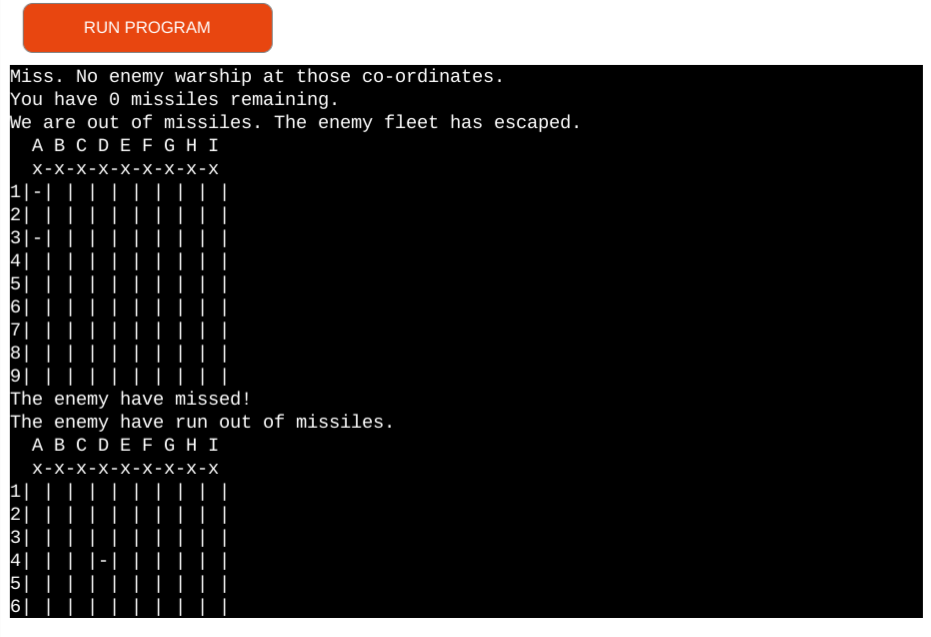 RUN PROGRAM
Miss. No enemy warship at those co-ordinates.
You have 0 missiles remaining.
We are out of missiles. The enemy fleet has escaped.
  A B C D E F G H I
  x-x-x-x-x-x-x-x-x
1|-| | | | | | | | |
2| | | | | | | | | |
3|-| | | | | | | | |
4| | | | | | | | | |
5| | | | | | | | | |
6| | | | | | | | | |
7| | | | | | | | | |
8| | | | | | | | | |
9| | | | | | | | | |
The enemy have missed!
The enemy have run out of missiles.
  A B C D E F G H I
  x-x-x-x-x-x-x-x-x
1| | | | | | | | | |
2| | | | | | | | | |
3| | | | | | | | | |
4| | | |-| | | | | |
5| | | | | | | | | |
6| | | | | | | | | |